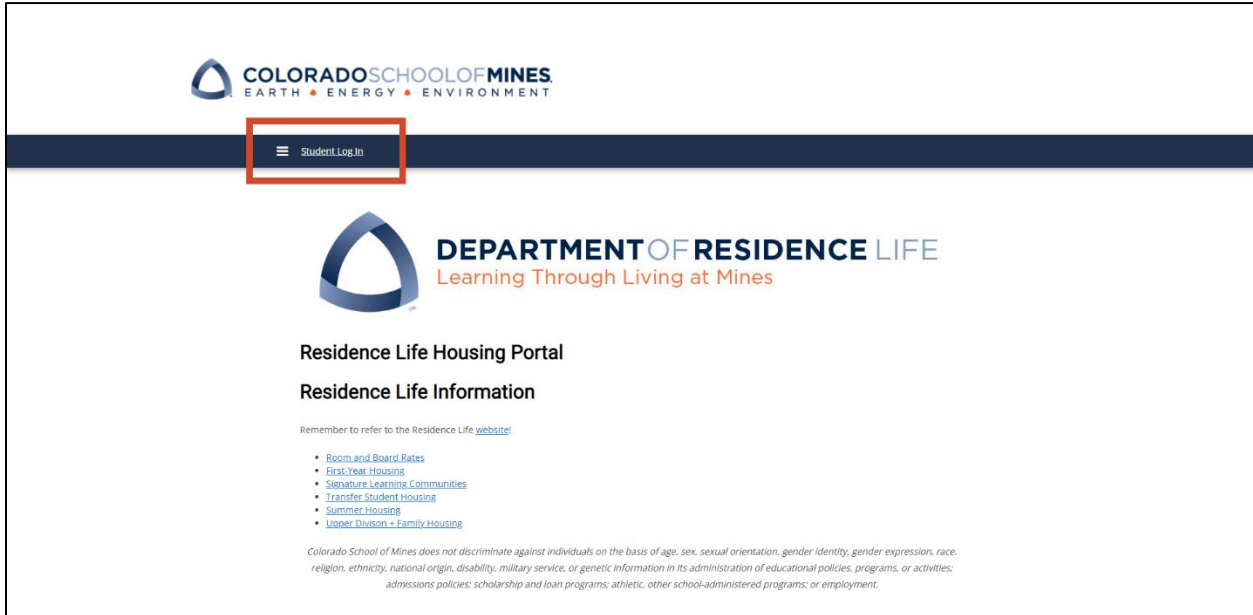 COLORADOSCHOOLOFMINES.
EARTH • ENERGY • ENVIRONMENT
Student Log In
DEPARTMENTOFRESIDENCE LIFE
Learning Through Living at Mines
TM
Residence Life Housing Portal
Residence Life Information
Remember to refer to the Residence Life website!
• Room and Board Rates
• First-Year Housing
• Signature Learning Communities
• Transfer Student Housing
• Summer Housing
• Upper Divison + Family Housing
Colorado School of Mines does not discriminate against individuals on the basis of age, sex, sexual orientation, gender identity, gender expression, race,
religion, ethnicity, national origin, disability, military service, or genetic information in its administration of educational policies, programs, or activities;
admissions policies; scholarship and loan programs; athletic, other school-administered programs; or employment.